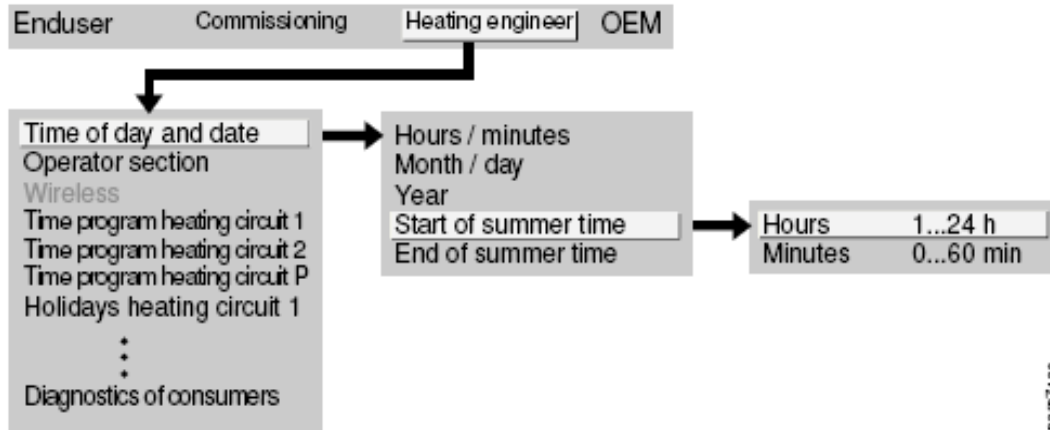 Enduser Commissioning Heating engineer OEM
Time of day and date
Operator section
Wireless
Time program heating circuit 1
Time program heating circuit 2
Time program heating circuit P
Holidays heating circuit 1
Diagnostics of consumers
Hours / minutes
Month / day
Year
Start of summer time
End of summer time
Hours 1...24 h
Minutes 0...60 min